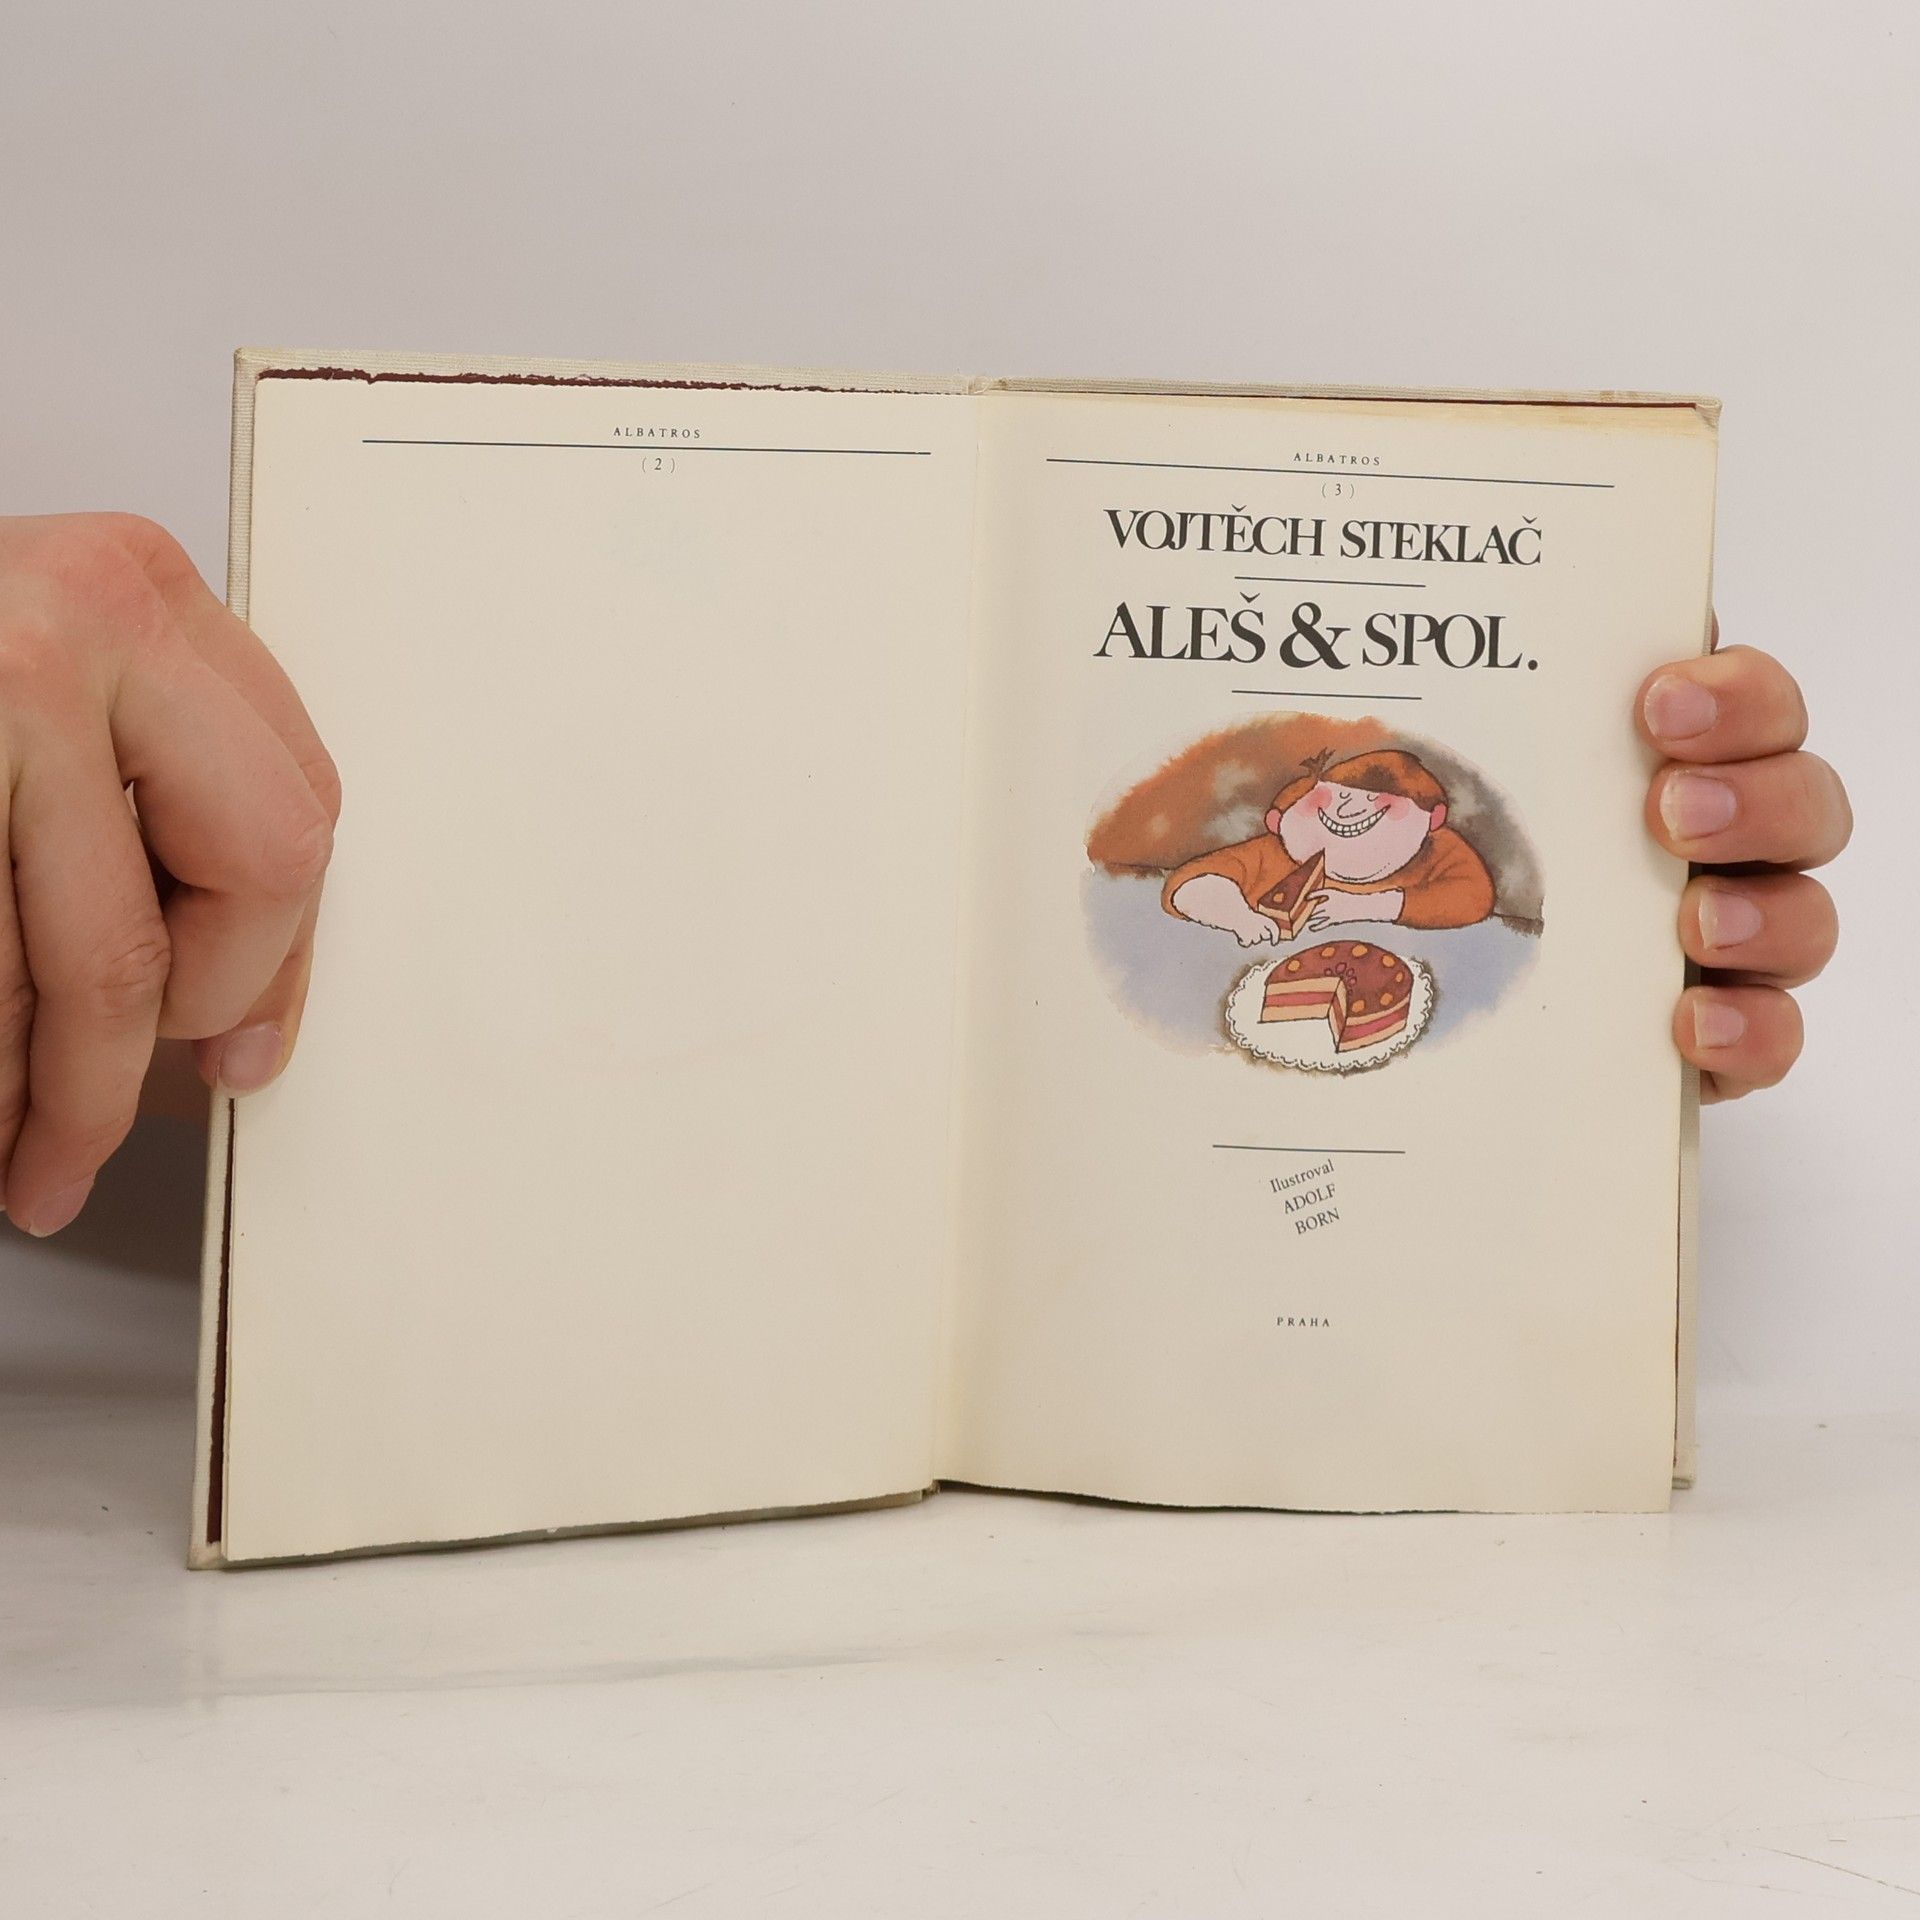 ALBATROS
( 2 )
ALBATROS
( 3 )
VOJTĚCH STEKLAČ
ALEŠ & SPOL.
Ilustroval
ADOLF
BORN
PRAHA